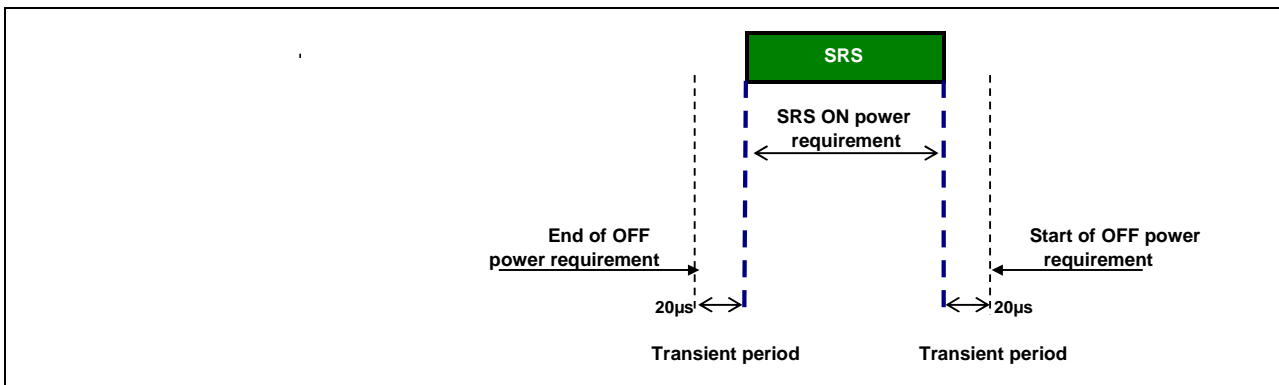 SRS
SRS ON power
requirement
End of OFF
power requirement
Start of OFF power
requirement
20µs
20µs
Transient period
Transient period